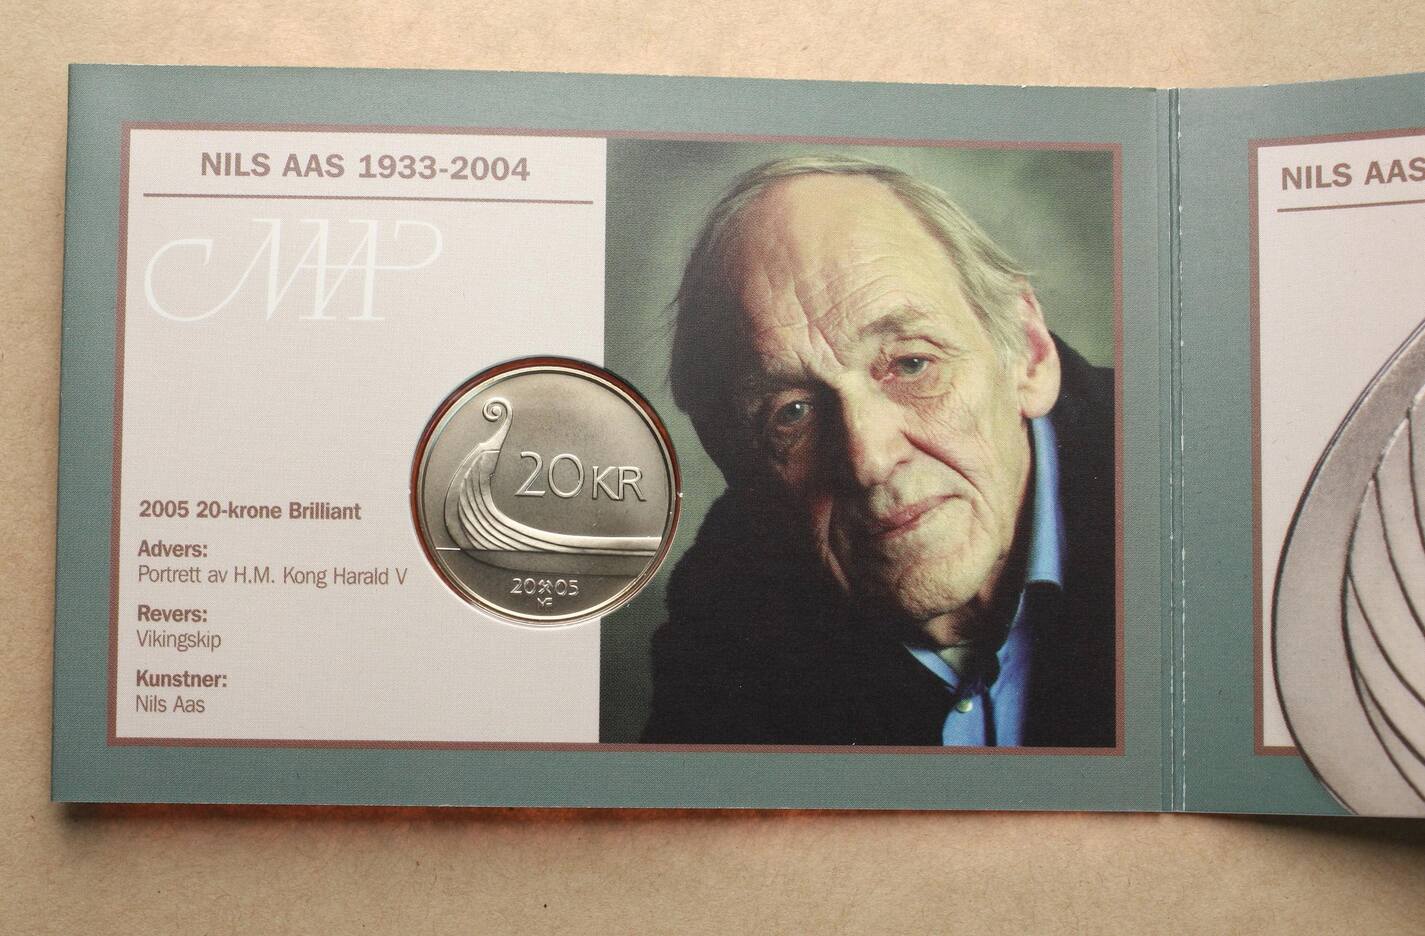 NILS AAS 1933-2004
2005 20-krone Brilliant
Advers:
Portrett av H.M. Kong Harald V
Revers:
Vikingskip
Kunstner:
Nils Aas
20 KR
20 05
NILS AAS